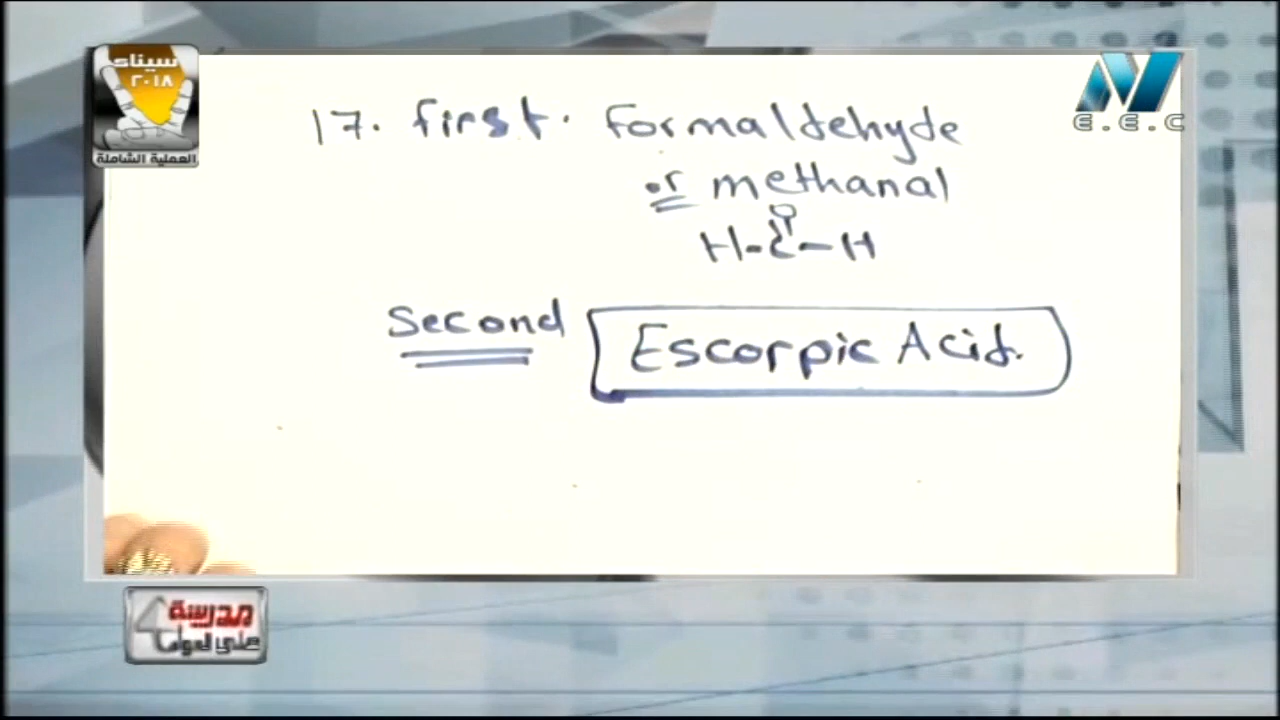 سيناء
٢٠١٨
العملية الشاملة
E.E.C
17. first. Formaldehyde
or methanal
O
H-C-H
Second Escorpic Acid.
مدرسة
على الهواء